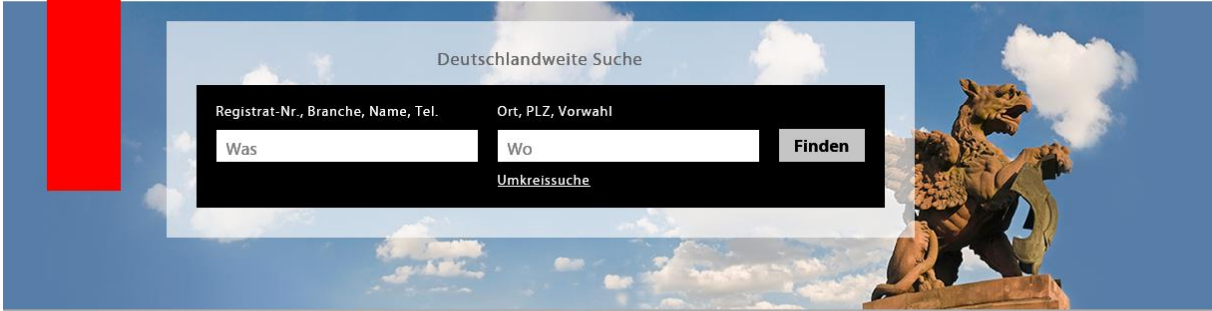 Deutschlandweite Suche
Registrat-Nr., Branche, Name, Tel.
Ort, PLZ, Vorwahl
Was
Wo
Finden
Umkreissuche